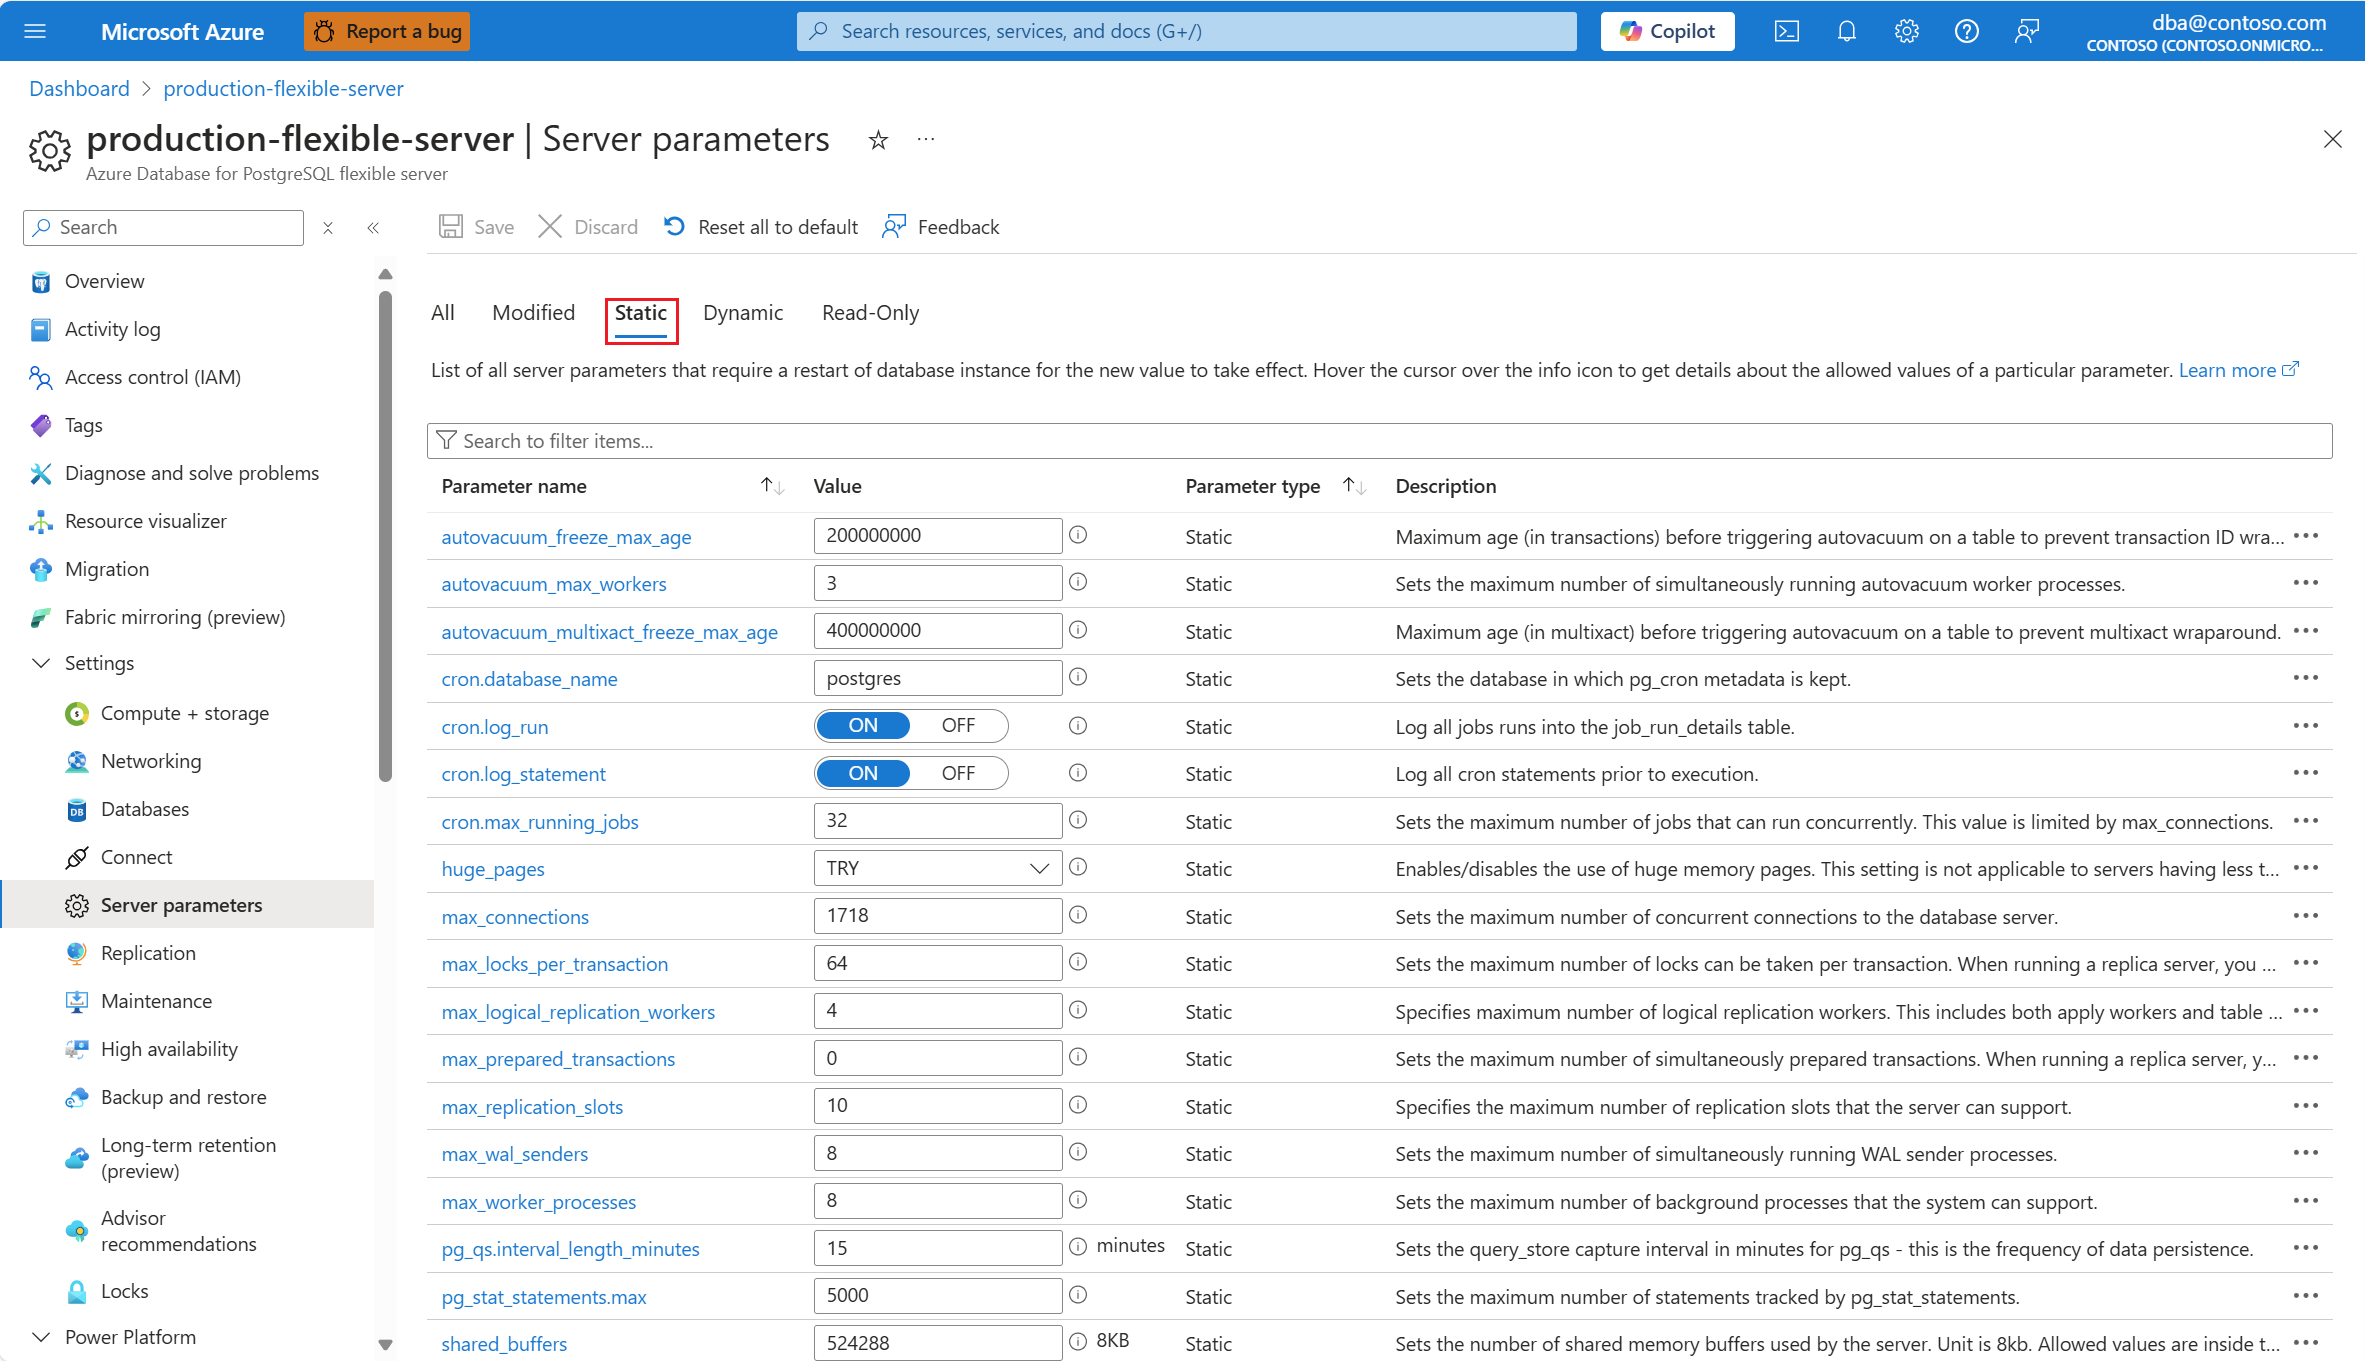 Microsoft Azure
Report a bug
Search resources, services, and docs (G+/)
Copilot
dba@contoso.com
CONTOSO (CONTOSO.ONMICRO...
Dashboard > production-flexible-server
production-flexible-server | Server parameters
Azure Database for PostgreSQL flexible server
Search
Save
Discard
Reset all to default
Feedback
Overview
Activity log
Access control (IAM)
Tags
Diagnose and solve problems
Resource visualizer
Migration
Fabric mirroring (preview)
Settings
Compute + storage
Networking
Databases
Connect
Server parameters
Replication
Maintenance
High availability
Backup and restore
Long-term retention
(preview)
Advisor
recommendations
Locks
Power Platform
All Modified Static Dynamic Read-Only
List of all server parameters that require a restart of database instance for the new value to take effect. Hover the cursor over the info icon to get details about the allowed values of a particular parameter. Learn more
Search to filter items...
Parameter name Value Parameter type Description
autovacuum_freeze_max_age 200000000 Static Maximum age (in transactions) before triggering autovacuum on a table to prevent transaction ID wra...
autovacuum_max_workers 3 Static Sets the maximum number of simultaneously running autovacuum worker processes.
autovacuum_multixact_freeze_max_age 400000000 Static Maximum age (in multixact) before triggering autovacuum on a table to prevent multixact wraparound.
cron.database_name postgres Static Sets the database in which pg_cron metadata is kept.
cron.log_run ON OFF Static Log all jobs runs into the job_run_details table.
cron.log_statement ON OFF Static Log all cron statements prior to execution.
cron.max_running_jobs 32 Static Sets the maximum number of jobs that can run concurrently. This value is limited by max_connections.
huge_pages TRY Static Enables/disables the use of huge memory pages. This setting is not applicable to servers having less t...
max_connections 1718 Static Sets the maximum number of concurrent connections to the database server.
max_locks_per_transaction 64 Static Sets the maximum number of locks can be taken per transaction. When running a replica server, you ...
max_logical_replication_workers 4 Static Specifies maximum number of logical replication workers. This includes both apply workers and table ...
max_prepared_transactions 0 Static Sets the maximum number of simultaneously prepared transactions. When running a replica server, y...
max_replication_slots 10 Static Specifies the maximum number of replication slots that the server can support.
max_wal_senders 8 Static Sets the maximum number of simultaneously running WAL sender processes.
max_worker_processes 8 Static Sets the maximum number of background processes that the system can support.
pg_qs.interval_length_minutes 15 minutes Static Sets the query_store capture interval in minutes for pg_qs - this is the frequency of data persistence.
pg_stat_statements.max 5000 Static Sets the maximum number of statements tracked by pg_stat_statements.
shared_buffers 524288 8KB Static Sets the number of shared memory buffers used by the server. Unit is 8kb. Allowed values are inside t...